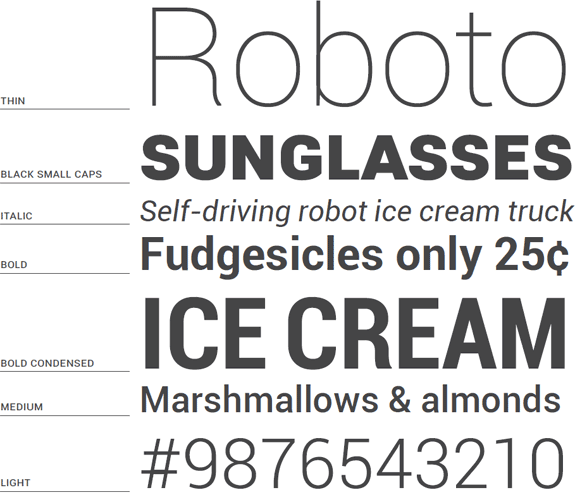 THIN Roboto
BLACK SMALL CAPS SUNGLASSES
ITALIC Self-driving robot ice cream truck
BOLD Fudgesicles only 25¢
BOLD CONDENSED ICE CREAM
MEDIUM Marshmallows & almonds
LIGHT #9876543210